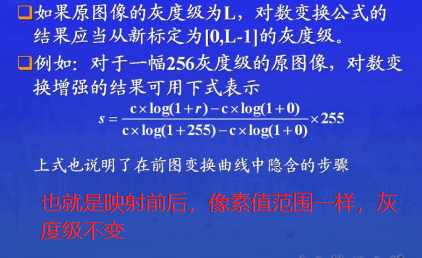 ❑如果原图像的灰度级为L，对数变换公式的
结果应当从新标定为[0,L-1]的灰度级。
❑例如：对于一幅256灰度级的原图像，对数变
换增强的结果可用下式表示
s = (c×log(1+r)−c×log(1+0)) / (c×log(1+255)−c×log(1+0)) ×255
上式也说明了在前图变换曲线中隐含的步骤
也就是映射前后，像素值范围一样，灰
度级不变